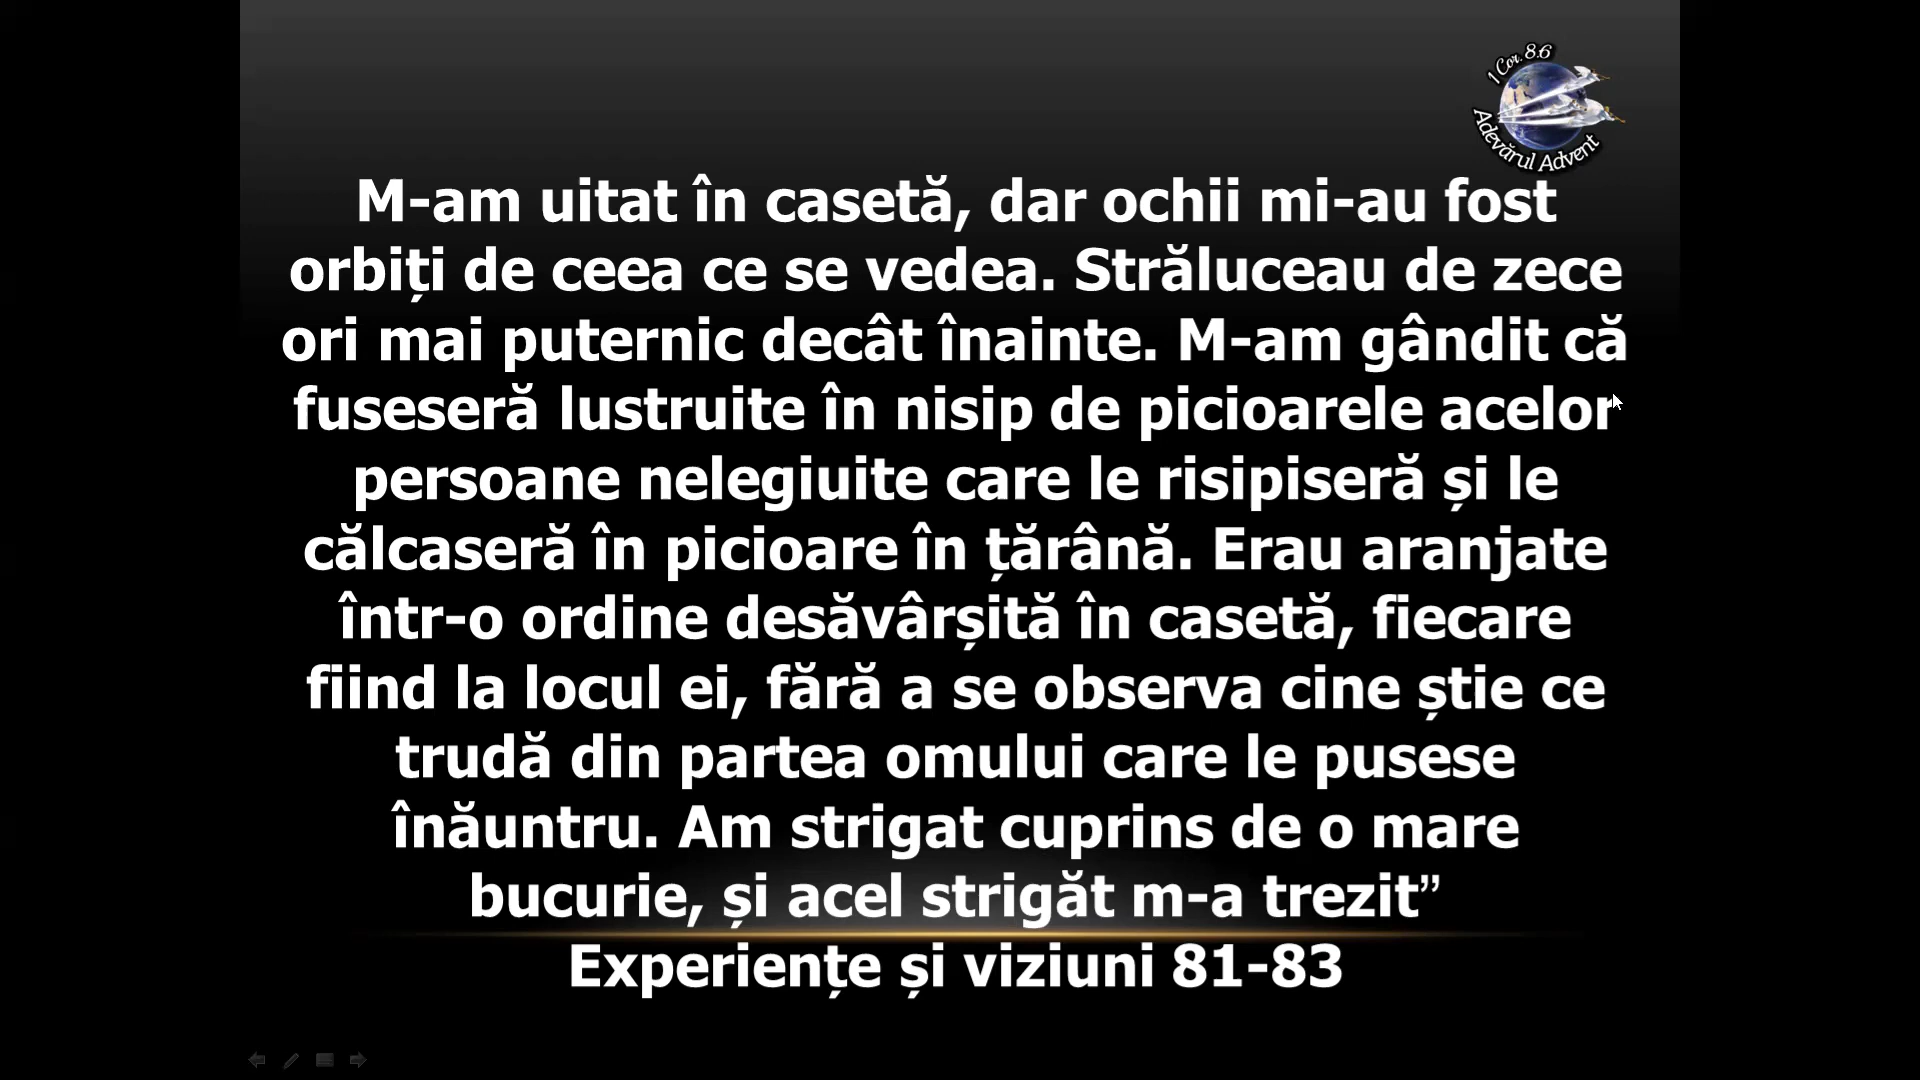 1 Cor. 8:6
Adevărul Advent
M-am uitat în casetă, dar ochii mi-au fost
orbiți de ceea ce se vedea. Străluceau de zece
ori mai puternic decât înainte. M-am gândit că
fuseseră lustruite în nisip de picioarele acelor
persoane nelegiuite care le risipiseră și le
călcaseră în picioare în țărână. Erau aranjate
într-o ordine desăvârșită în casetă, fiecare
fiind la locul ei, fără a se observa cine știe ce
trudă din partea omului care le pusese
înăuntru. Am strigat cuprins de o mare
bucurie, și acel strigăt m-a trezit”
Experiențe și viziuni 81-83